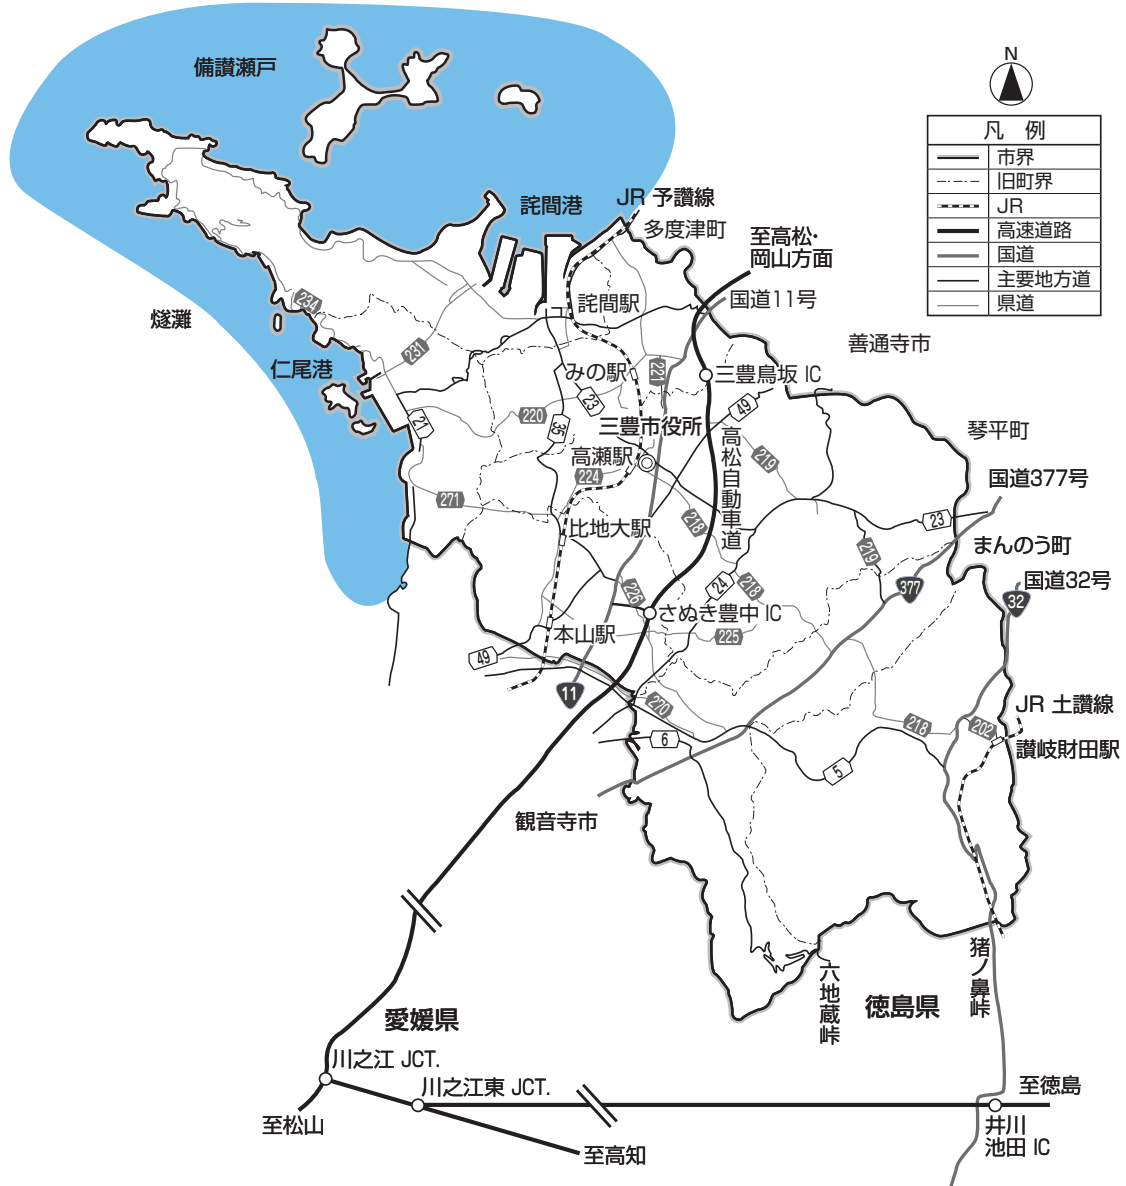 備讃瀬戸
N
凡 例
市界
旧町界
JR
高速道路
国道
主要地方道
県道
詫間港
JR 予讃線
多度津町
至高松・
岡山方面
国道11号
詫間駅
234
燧灘
231
仁尾港
みの駅
221
三豊鳥坂 IC
善通寺市
21
220
35
23
49
三豊市役所
高松自動車道
琴平町
高瀬駅
219
224
国道377号
271
218
23
比地大駅
219
まんのう町
226
24
218
377
国道32号
32
さぬき豊中 IC
本山駅
225
49
11
270
JR 土讃線
6
218
202
讃岐財田駅
5
観音寺市
猪ノ鼻峠
六地蔵峠
徳島県
愛媛県
川之江 JCT.
川之江東 JCT.
至徳島
至松山
井川
池田 IC
至高知